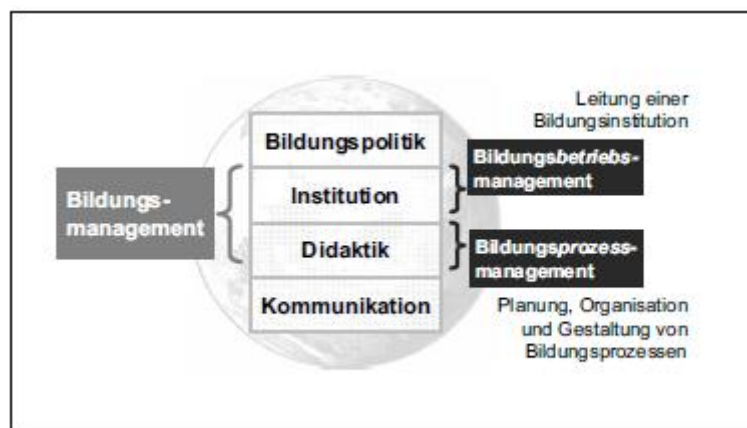 Leitung einer
Bildungsinstitution
Bildungspolitik
Bildungsbetriebs-
management
Institution
Bildungs-
management
Didaktik
Bildungsprozess-
management
Kommunikation
Planung, Organisation
und Gestaltung von
Bildungsprozessen